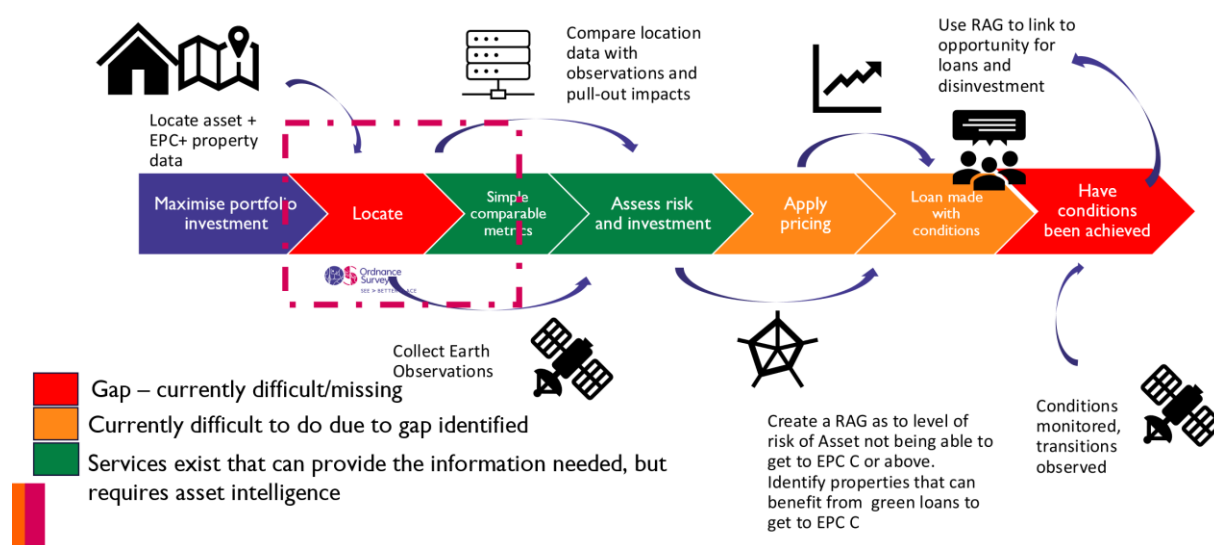 Locate asset +
EPC+ property
data
Compare location
data with
observations and
pull-out impacts
Use RAG to link to
opportunity for
loans and
disinvestment
Maximise portfolio
investment
Locate
Simple
comparable
metrics
Assess risk
and investment
Apply
pricing
Loan made
with
conditions
Have
conditions
been achieved
Ordnance
Survey
SEE > BETTER PLACE
Collect Earth
Observations
Create a RAG as to level of
risk of Asset not being able to
get to EPC C or above.
Identify properties that can
benefit from green loans to
get to EPC C
Conditions
monitored,
transitions
observed
Gap – currently difficult/missing
Currently difficult to do due to gap identified
Services exist that can provide the information needed, but
requires asset intelligence